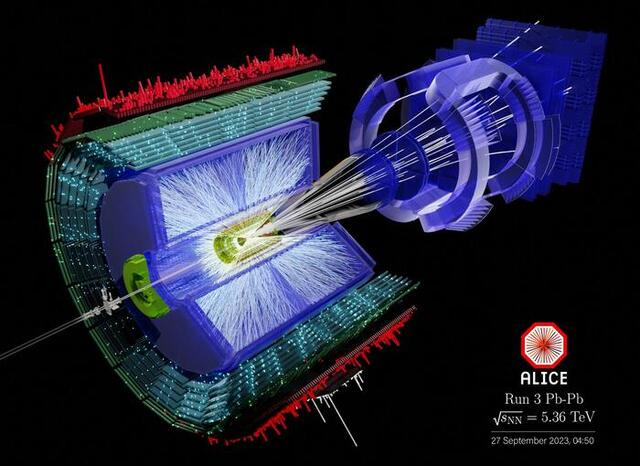 ALICE
Run 3 Pb-Pb
√sNN = 5.36 TeV
27 September 2023, 04:50